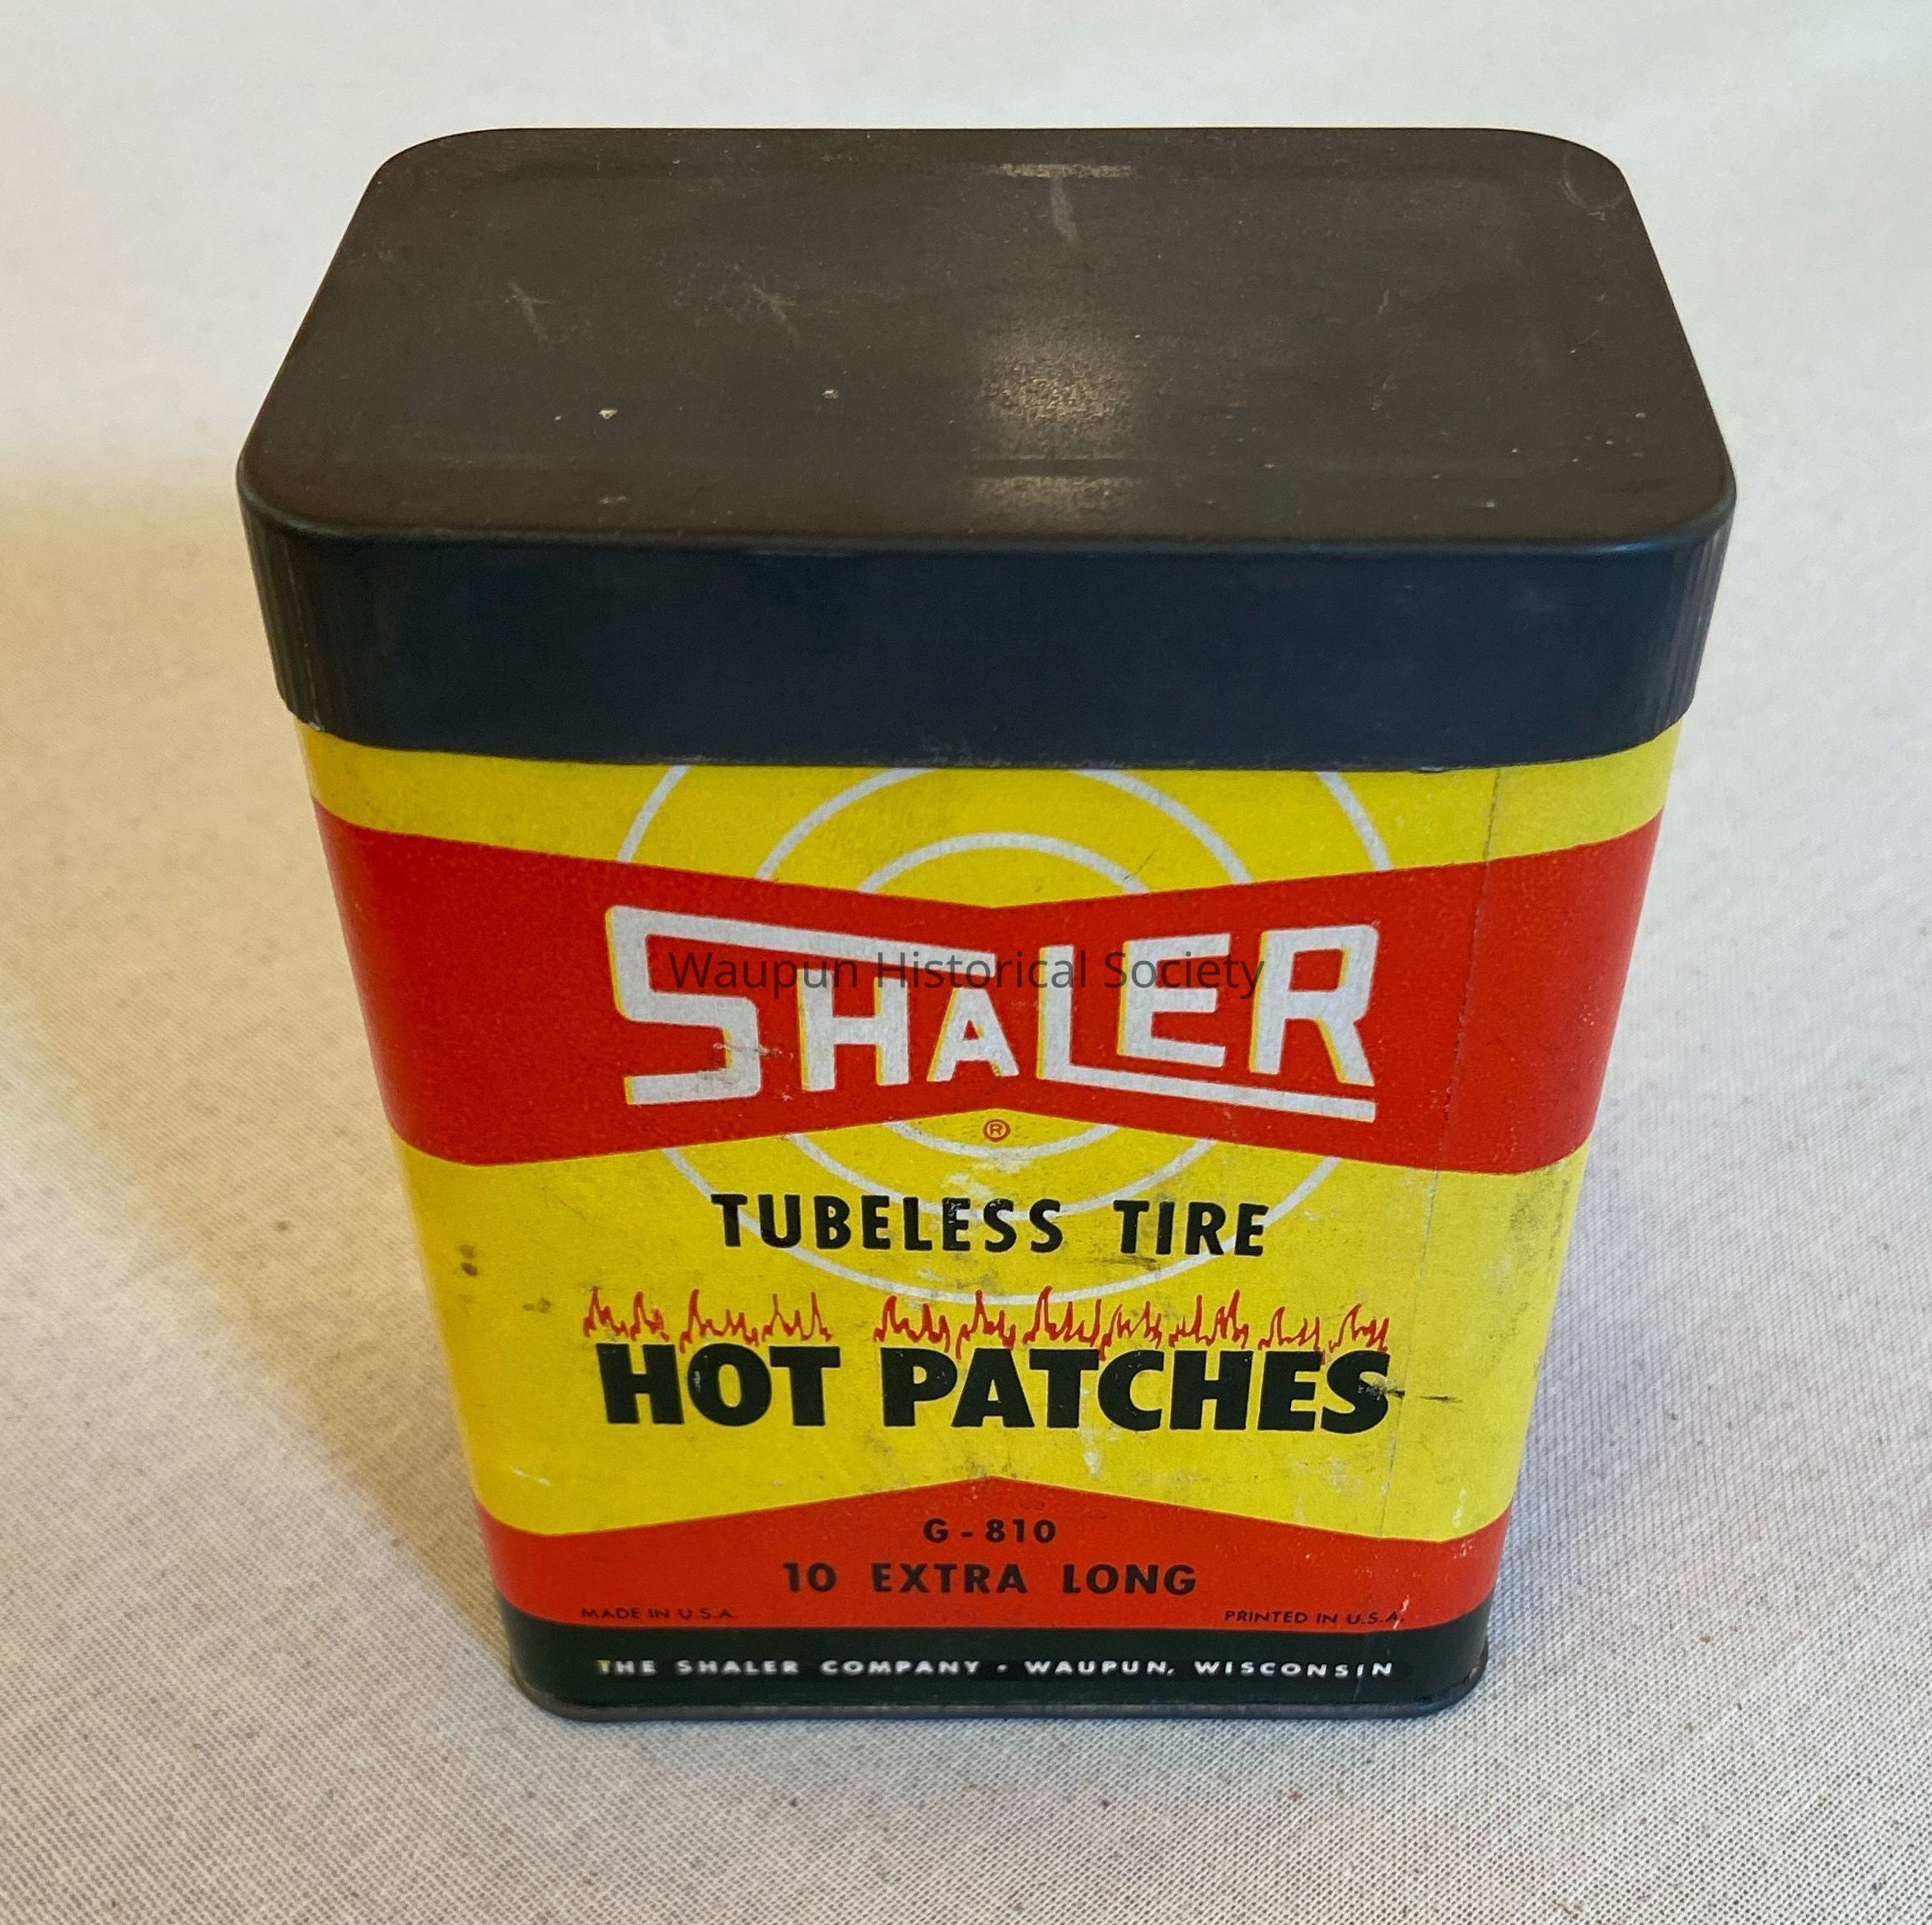 SHALER
Waupun Historical Society
®
TUBELESS TIRE
HOT PATCHES
G-810
10 EXTRA LONG
MADE IN U.S.A.
PRINTED IN U.S.A.
THE SHALER COMPANY • WAUPUN, WISCONSIN